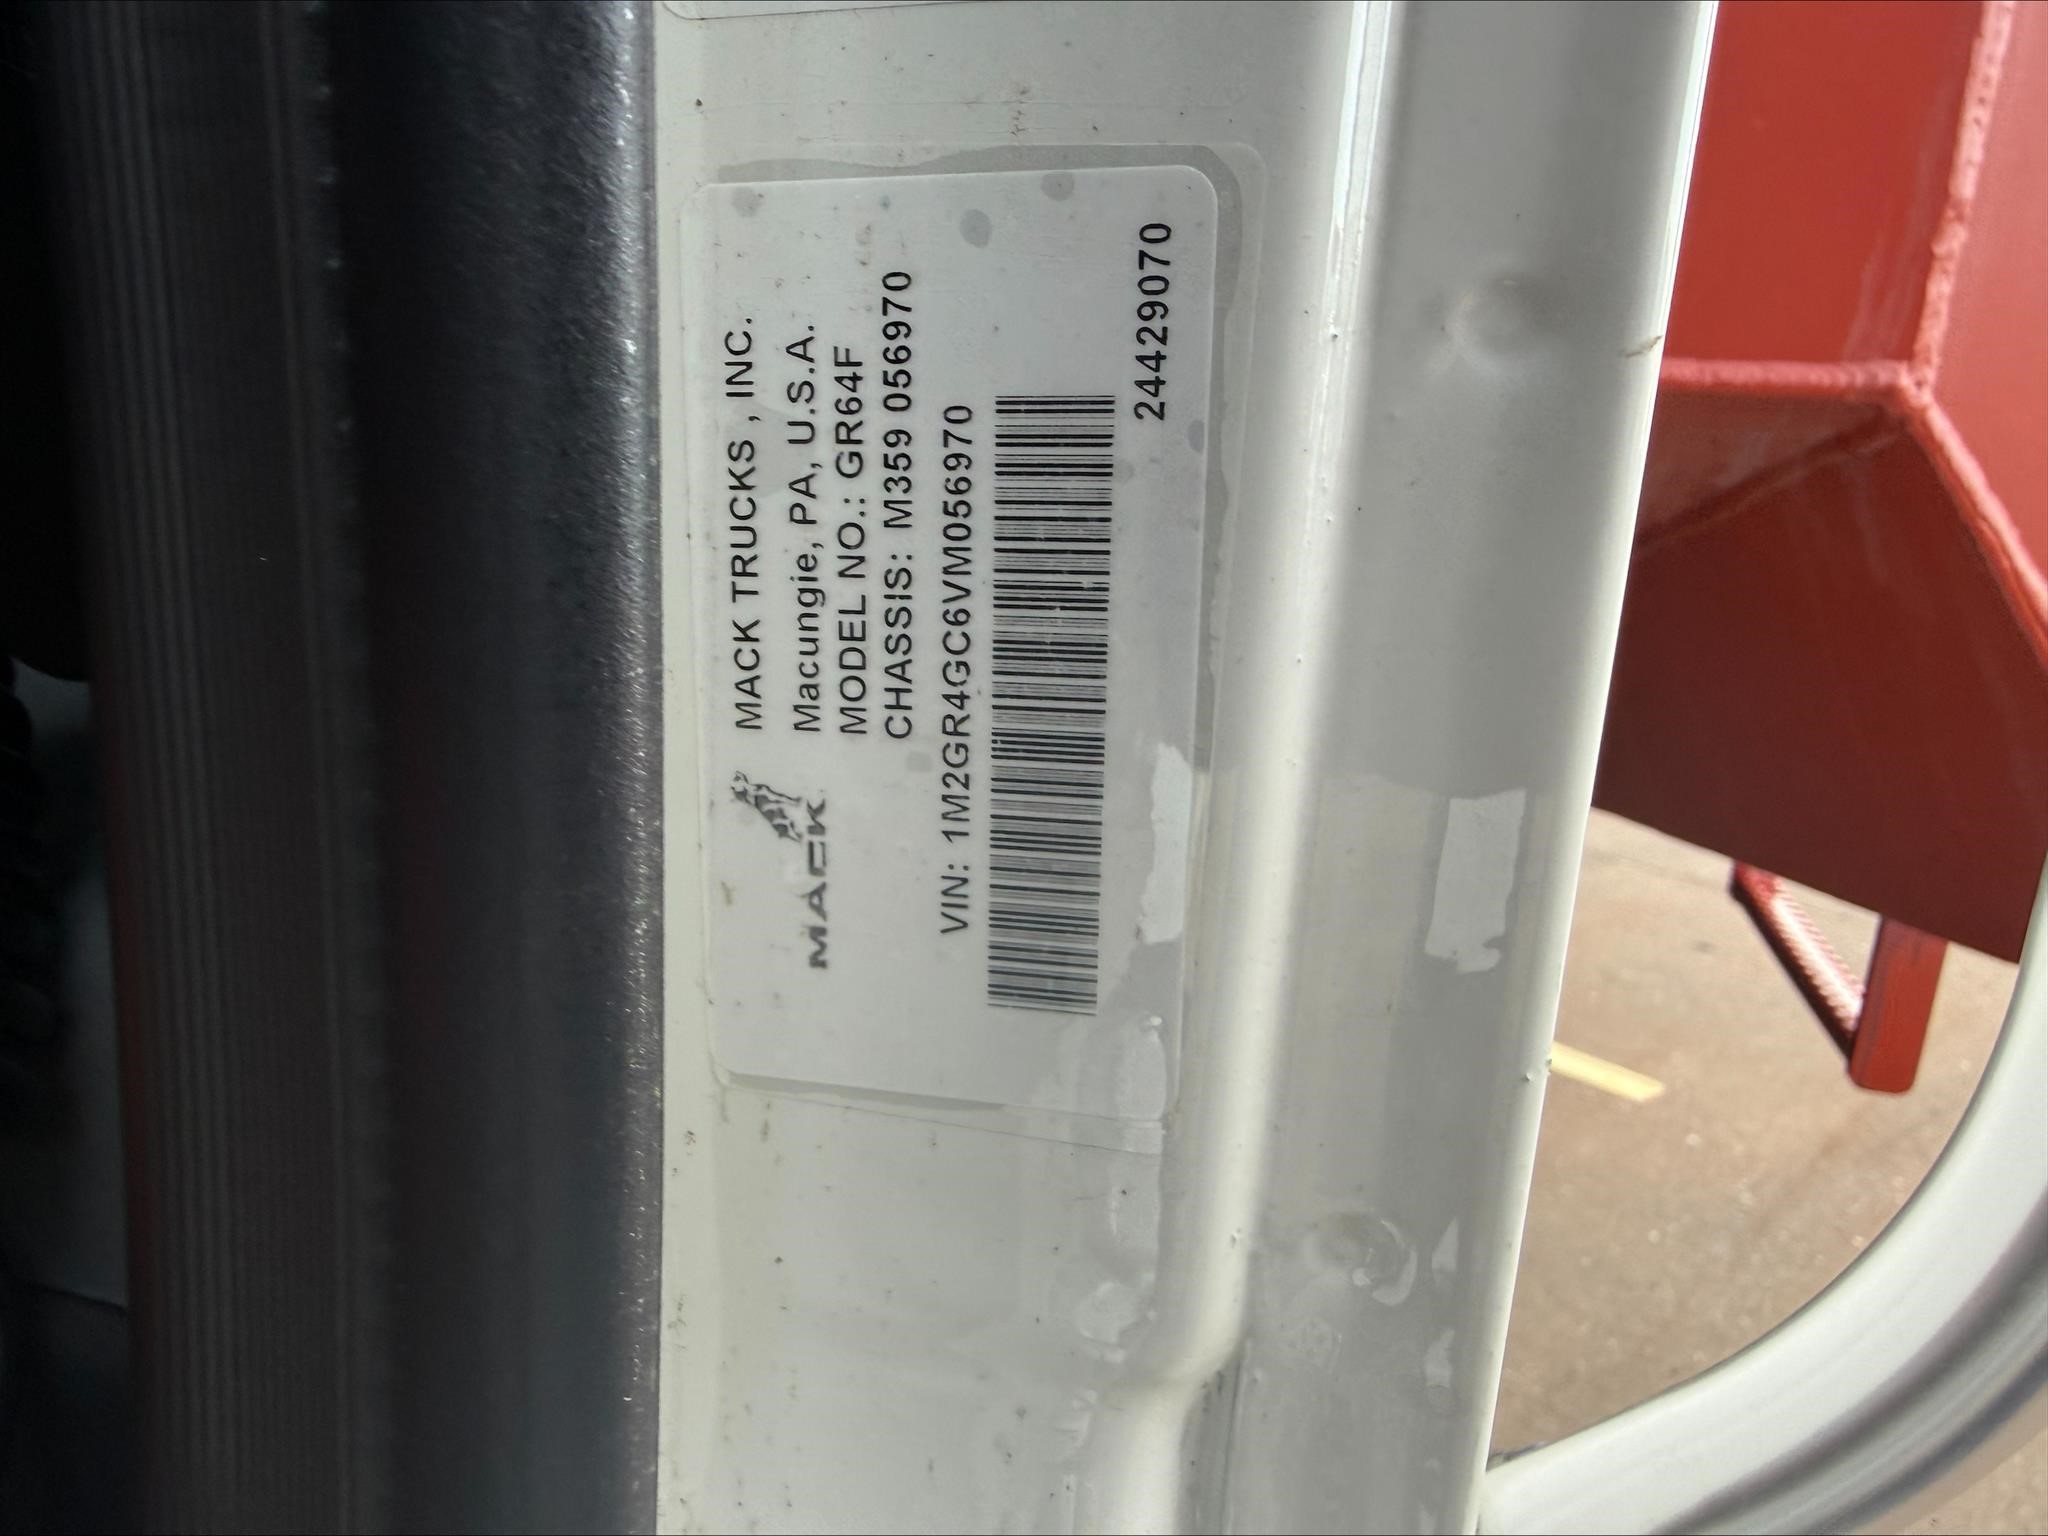 MACK
MACK TRUCKS, INC.
Macungie, PA, U.S.A.
MODEL NO.: GR64F
CHASSIS: M359 056970
VIN: 1M2GR4GC6VM056970
24429070